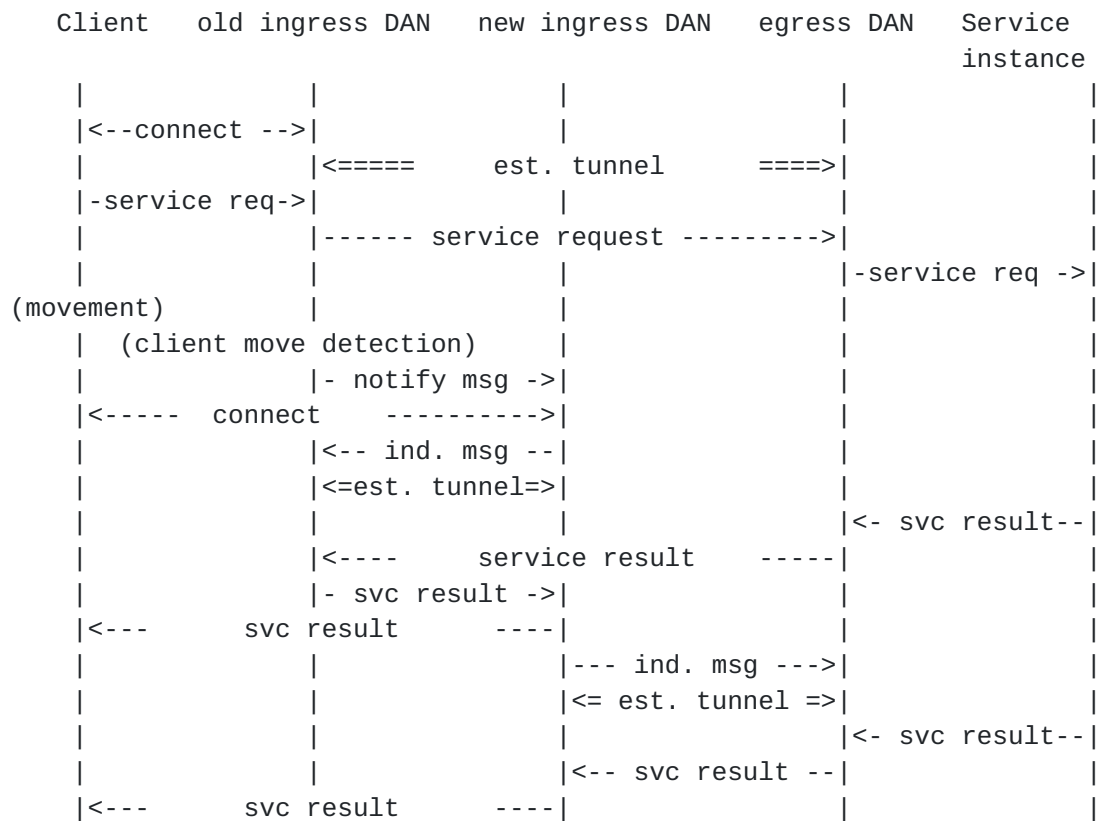 Client   old ingress DAN   new ingress DAN   egress DAN   Service
                                                             instance
    |              |               |                 |               |
    |<--connect -->|               |                 |               |
    |              |<=====     est. tunnel      ====>|               |
    |-service req->|               |                 |               |
    |              |------ service request --------->|               |
    |              |               |                 |-service req ->|
(movement)         |               |                 |               |
    |  (client move detection)     |                 |               |
    |              |- notify msg ->|                 |               |
    |<-----  connect    ---------->|                 |               |
    |              |<-- ind. msg --|                 |               |
    |              |<=est. tunnel=>|                 |               |
    |              |               |                 |<- svc result--|
    |              |<----     service result    -----|               |
    |              |- svc result ->|                 |               |
    |<---      svc result      ----|                 |               |
    |              |               |--- ind. msg --->|               |
    |              |               |<= est. tunnel =>|               |
    |              |               |                 |<- svc result--|
    |              |               |<-- svc result --|               |
    |<---      svc result      ----|                 |               |